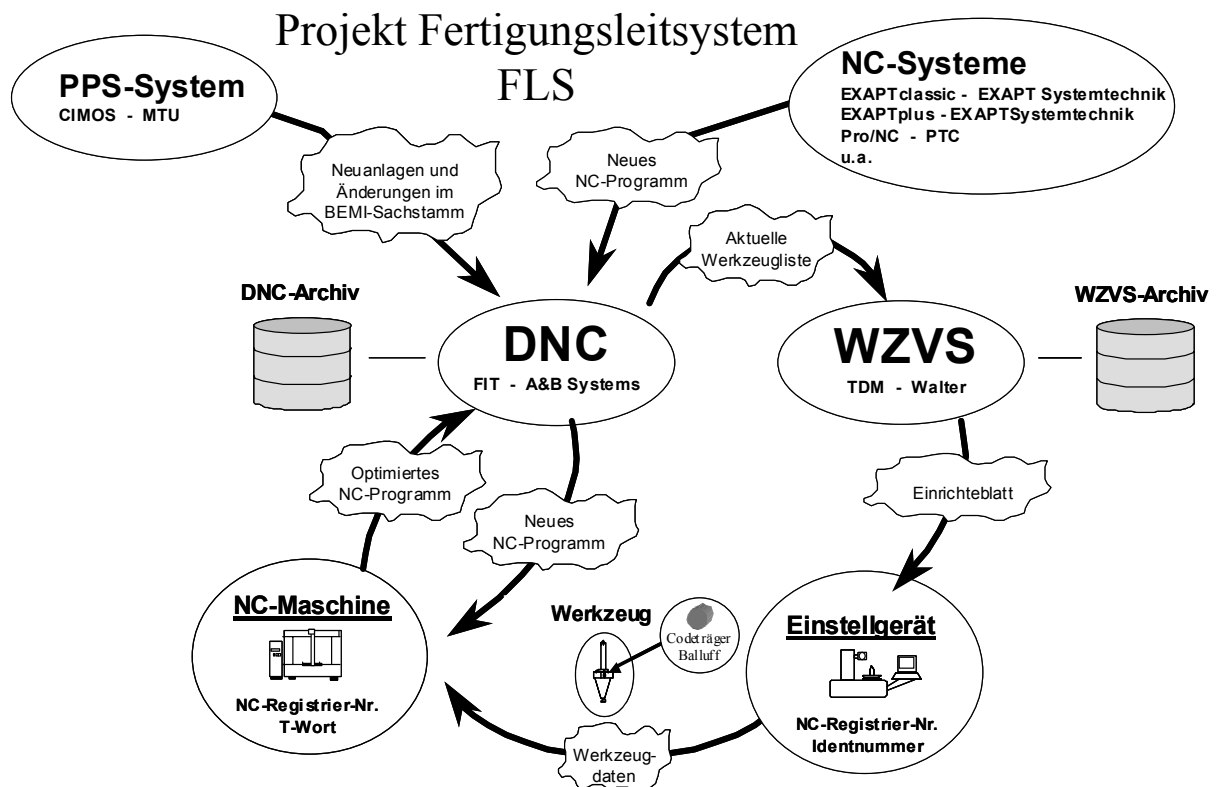 Projekt Fertigungsleitsystem
FLS
PPS-System
CIMOS - MTU
NC-Systeme
EXAPTclassic - EXAPT Systemtechnik
EXAPTplus - EXAPTSystemtechnik
Pro/NC - PTC
u.a.
Neuanlagen und
Änderungen im
BEMI-Sachstamm
Neues
NC-Programm
Aktuelle
Werkzeugliste
DNC-Archiv
DNC
FIT - A&B Systems
WZVS
TDM - Walter
WZVS-Archiv
Optimiertes
NC-Programm
Neues
NC-Programm
Einrichteblatt
NC-Maschine
NC-Registrier-Nr.
T-Wort
Werkzeug
Codeträger
Balluff
Einstellgerät
NC-Registrier-Nr.
Identnummer
Werkzeug-
daten